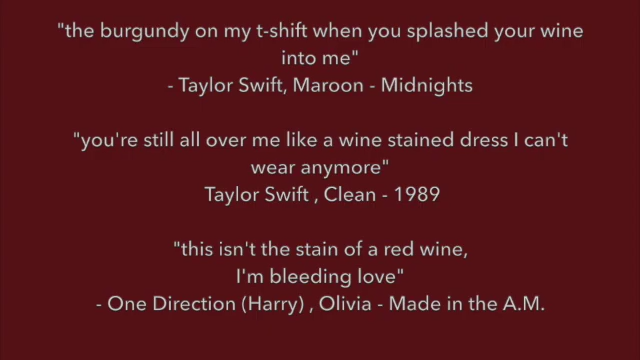 "the burgundy on my t-shift when you splashed your wine
into me"
- Taylor Swift, Maroon - Midnights
"you're still all over me like a wine stained dress I can't
wear anymore"
Taylor Swift , Clean - 1989
"this isn't the stain of a red wine,
I'm bleeding love"
- One Direction (Harry) , Olivia - Made in the A.M.